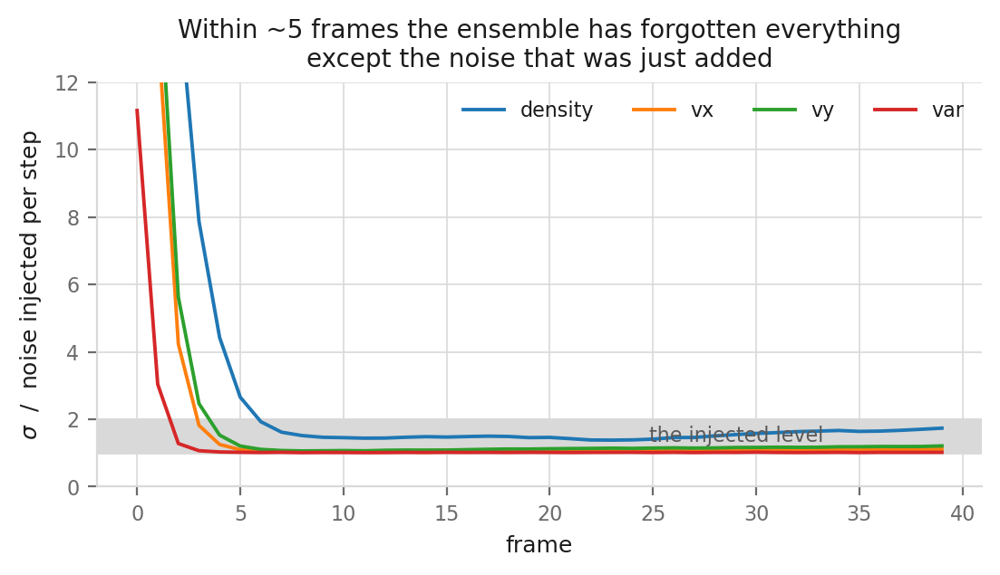 Within ~5 frames the ensemble has forgotten everything
except the noise that was just added
σ / noise injected per step
12
10
8
6
4
2
0
density
vx
vy
var
the injected level
0
5
10
15
20
25
30
35
40
frame